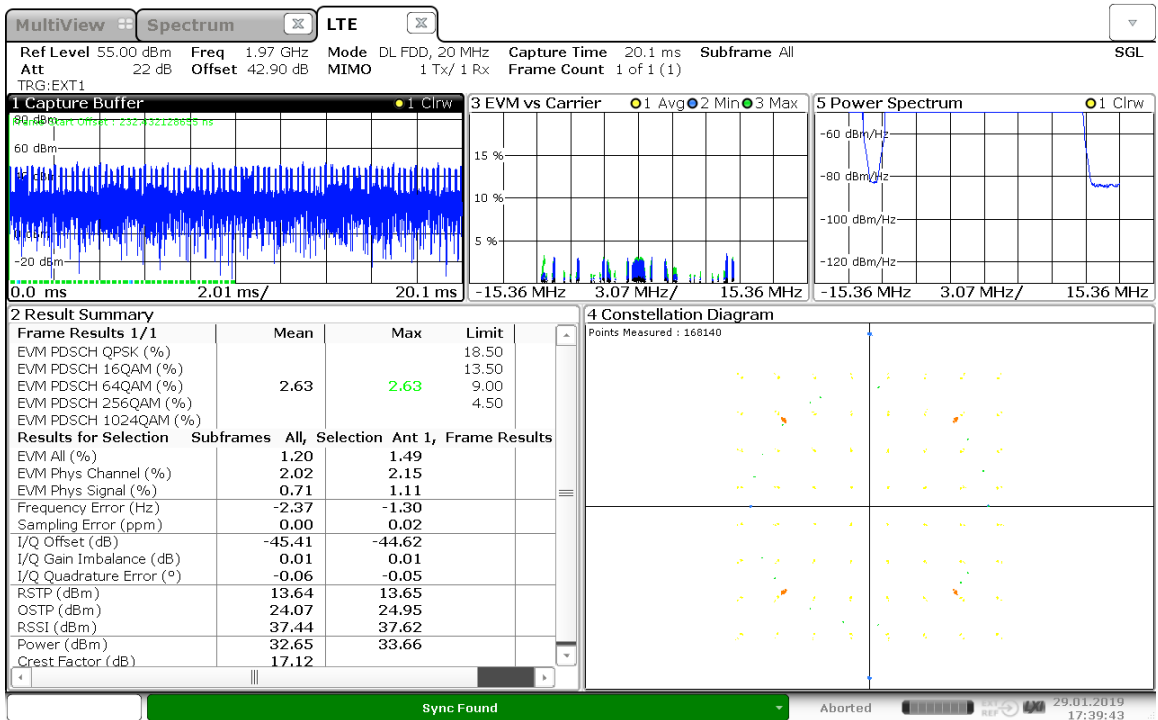 MultiView Spectrum LTE
Ref Level 55.00 dBm Freq 1.97 GHz Mode DL FDD, 20 MHz Capture Time 20.1 ms Subframe All SGL
Att 22 dB Offset 42.90 dB MIMO 1 Tx/ 1 Rx Frame Count 1 of 1 (1)
TRG:EXT1
1 Capture Buffer 1 Clrw
80 dBm
Frame Start Offset : 232.432128655 ns
60 dBm
-20 dBm
0.0 ms 2.01 ms/ 20.1 ms
3 EVM vs Carrier 1 Avg 2 Min 3 Max
15 %
10 %
5 %
-15.36 MHz 3.07 MHz/ 15.36 MHz
5 Power Spectrum 1 Clrw
-60 dBm/Hz
-80 dBm/Hz
-100 dBm/Hz
-120 dBm/Hz
-15.36 MHz 3.07 MHz/ 15.36 MHz
2 Result Summary
Frame Results 1/1 Mean Max Limit
EVM PDSCH QPSK (%) 18.50
EVM PDSCH 16QAM (%) 13.50
EVM PDSCH 64QAM (%) 2.63 2.63 9.00
EVM PDSCH 256QAM (%) 4.50
EVM PDSCH 1024QAM (%)
Results for Selection Subframes All, Selection Ant 1, Frame Results
EVM All (%) 1.20 1.49
EVM Phys Channel (%) 2.02 2.15
EVM Phys Signal (%) 0.71 1.11
Frequency Error (Hz) -2.37 -1.30
Sampling Error (ppm) 0.00 0.02
I/Q Offset (dB) -45.41 -44.62
I/Q Gain Imbalance (dB) 0.01 0.01
I/Q Quadrature Error (°) -0.06 -0.05
RSTP (dBm) 13.64 13.65
OSTP (dBm) 24.07 24.95
RSSI (dBm) 37.44 37.62
Power (dBm) 32.65 33.66
Crest Factor (dB) 17.12
4 Constellation Diagram
Points Measured : 168140
Sync Found
Aborted
EXT
REF
LXI
29.01.2019
17:39:43